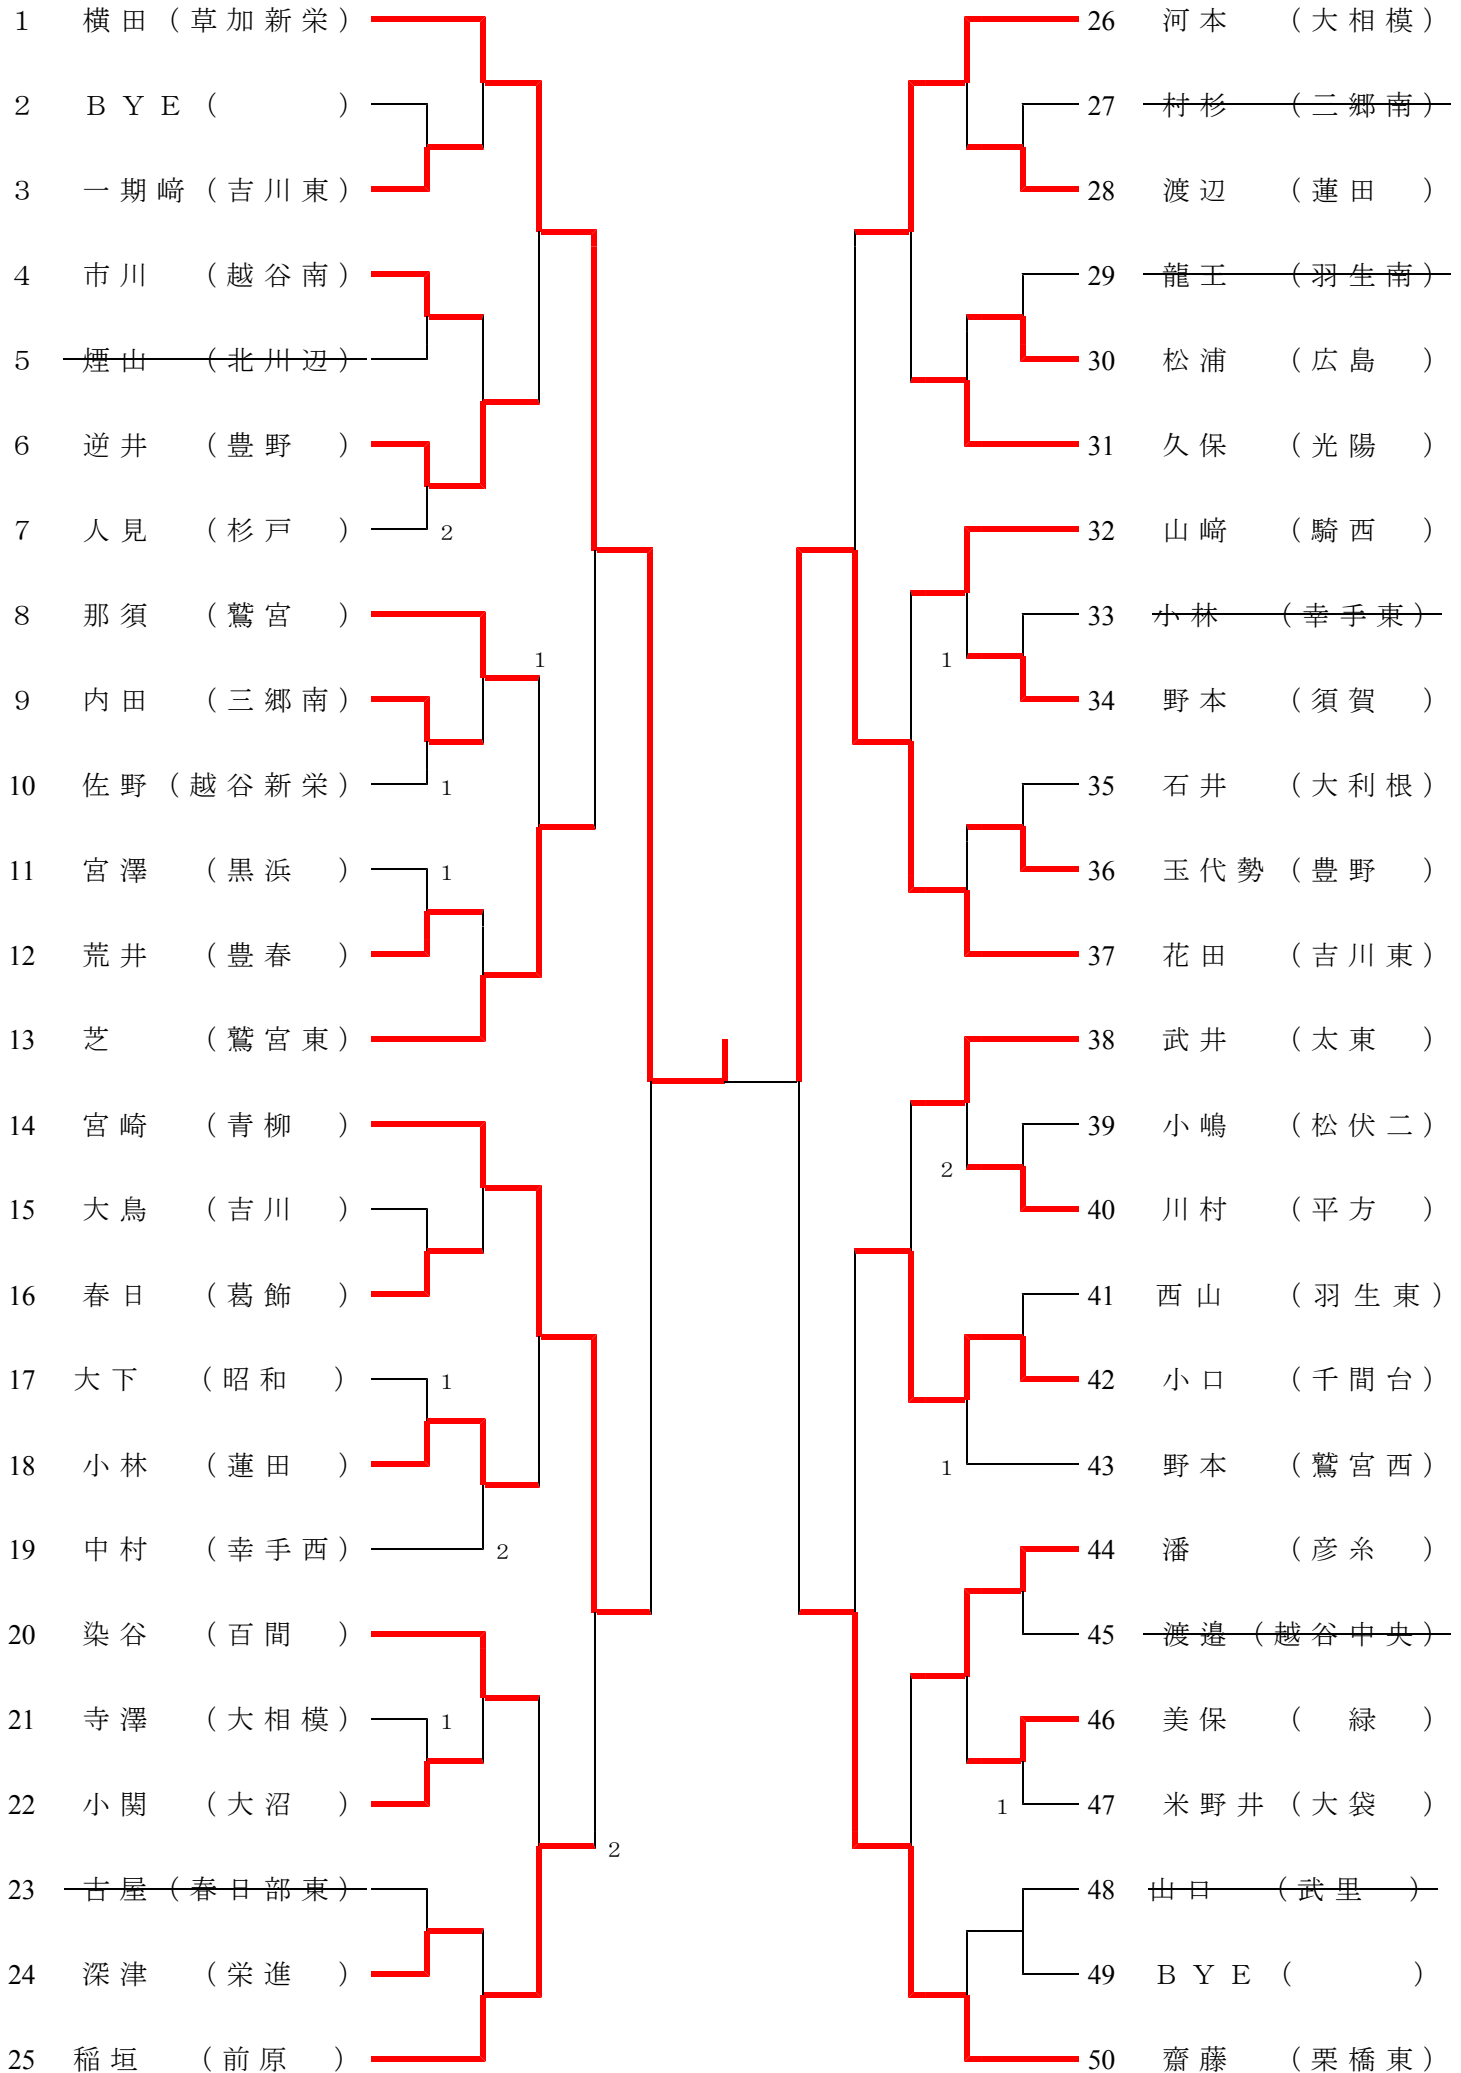 1 横田（草加新栄）
2 ＢＹＥ（　　　）
3 一期﨑（吉川東）
4 市川（越谷南）
5 煙山（北川辺）
6 逆井（豊野）
7 人見（杉戸） 2
8 那須（鷲宮）
1
9 内田（三郷南）
10 佐野（越谷新栄） 1
11 宮澤（黒浜） 1
12 荒井（豊春）
13 芝（鷲宮東）
14 宮崎（青柳）
15 大鳥（吉川）
16 春日（葛飾）
17 大下（昭和） 1
18 小林（蓮田）
19 中村（幸手西） 2
20 染谷（百間）
21 寺澤（大相模） 1
22 小関（大沼）
2
23 古屋（春日部東）
24 深津（栄進）
25 稲垣（前原）
26 河本（大相模）
27 村杉（三郷南）
28 渡辺（蓮田）
29 龍王（羽生南）
30 松浦（広島）
31 久保（光陽）
32 山﨑（騎西）
33 小林（幸手東）
1
34 野本（須賀）
35 石井（大利根）
36 玉代勢（豊野）
37 花田（吉川東）
38 武井（太東）
39 小嶋（松伏二）
2
40 川村（平方）
41 西山（羽生東）
42 小口（千間台）
1 43 野本（鷲宮西）
44 潘（彦糸）
45 渡邉（越谷中央）
46 美保（緑）
1 47 米野井（大袋）
48 山口（武里）
49 ＢＹＥ（　　　）
50 齋藤（栗橋東）